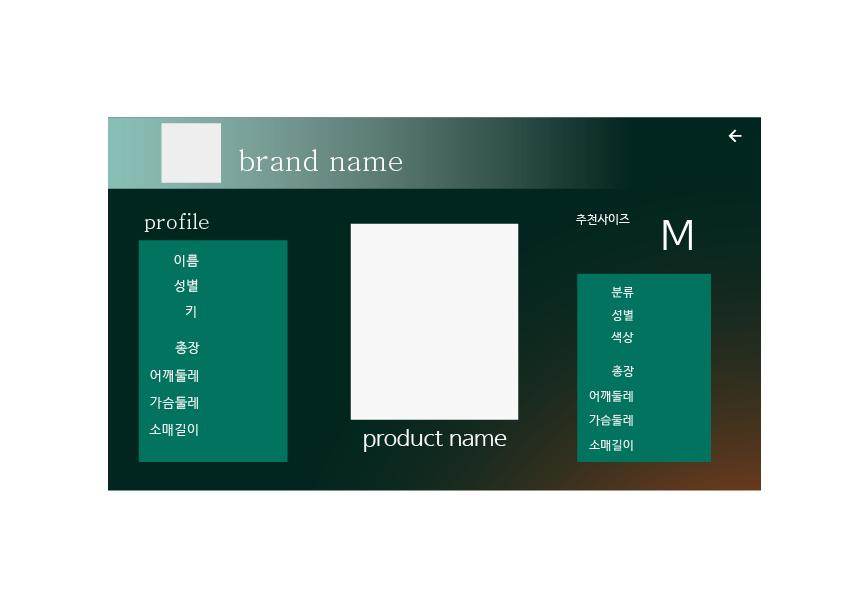 brand name
profile
이름
성별
키
총장
어깨둘레
가슴둘레
소매길이
product name
추천사이즈
M
분류
성별
색상
총장
어깨둘레
가슴둘레
소매길이